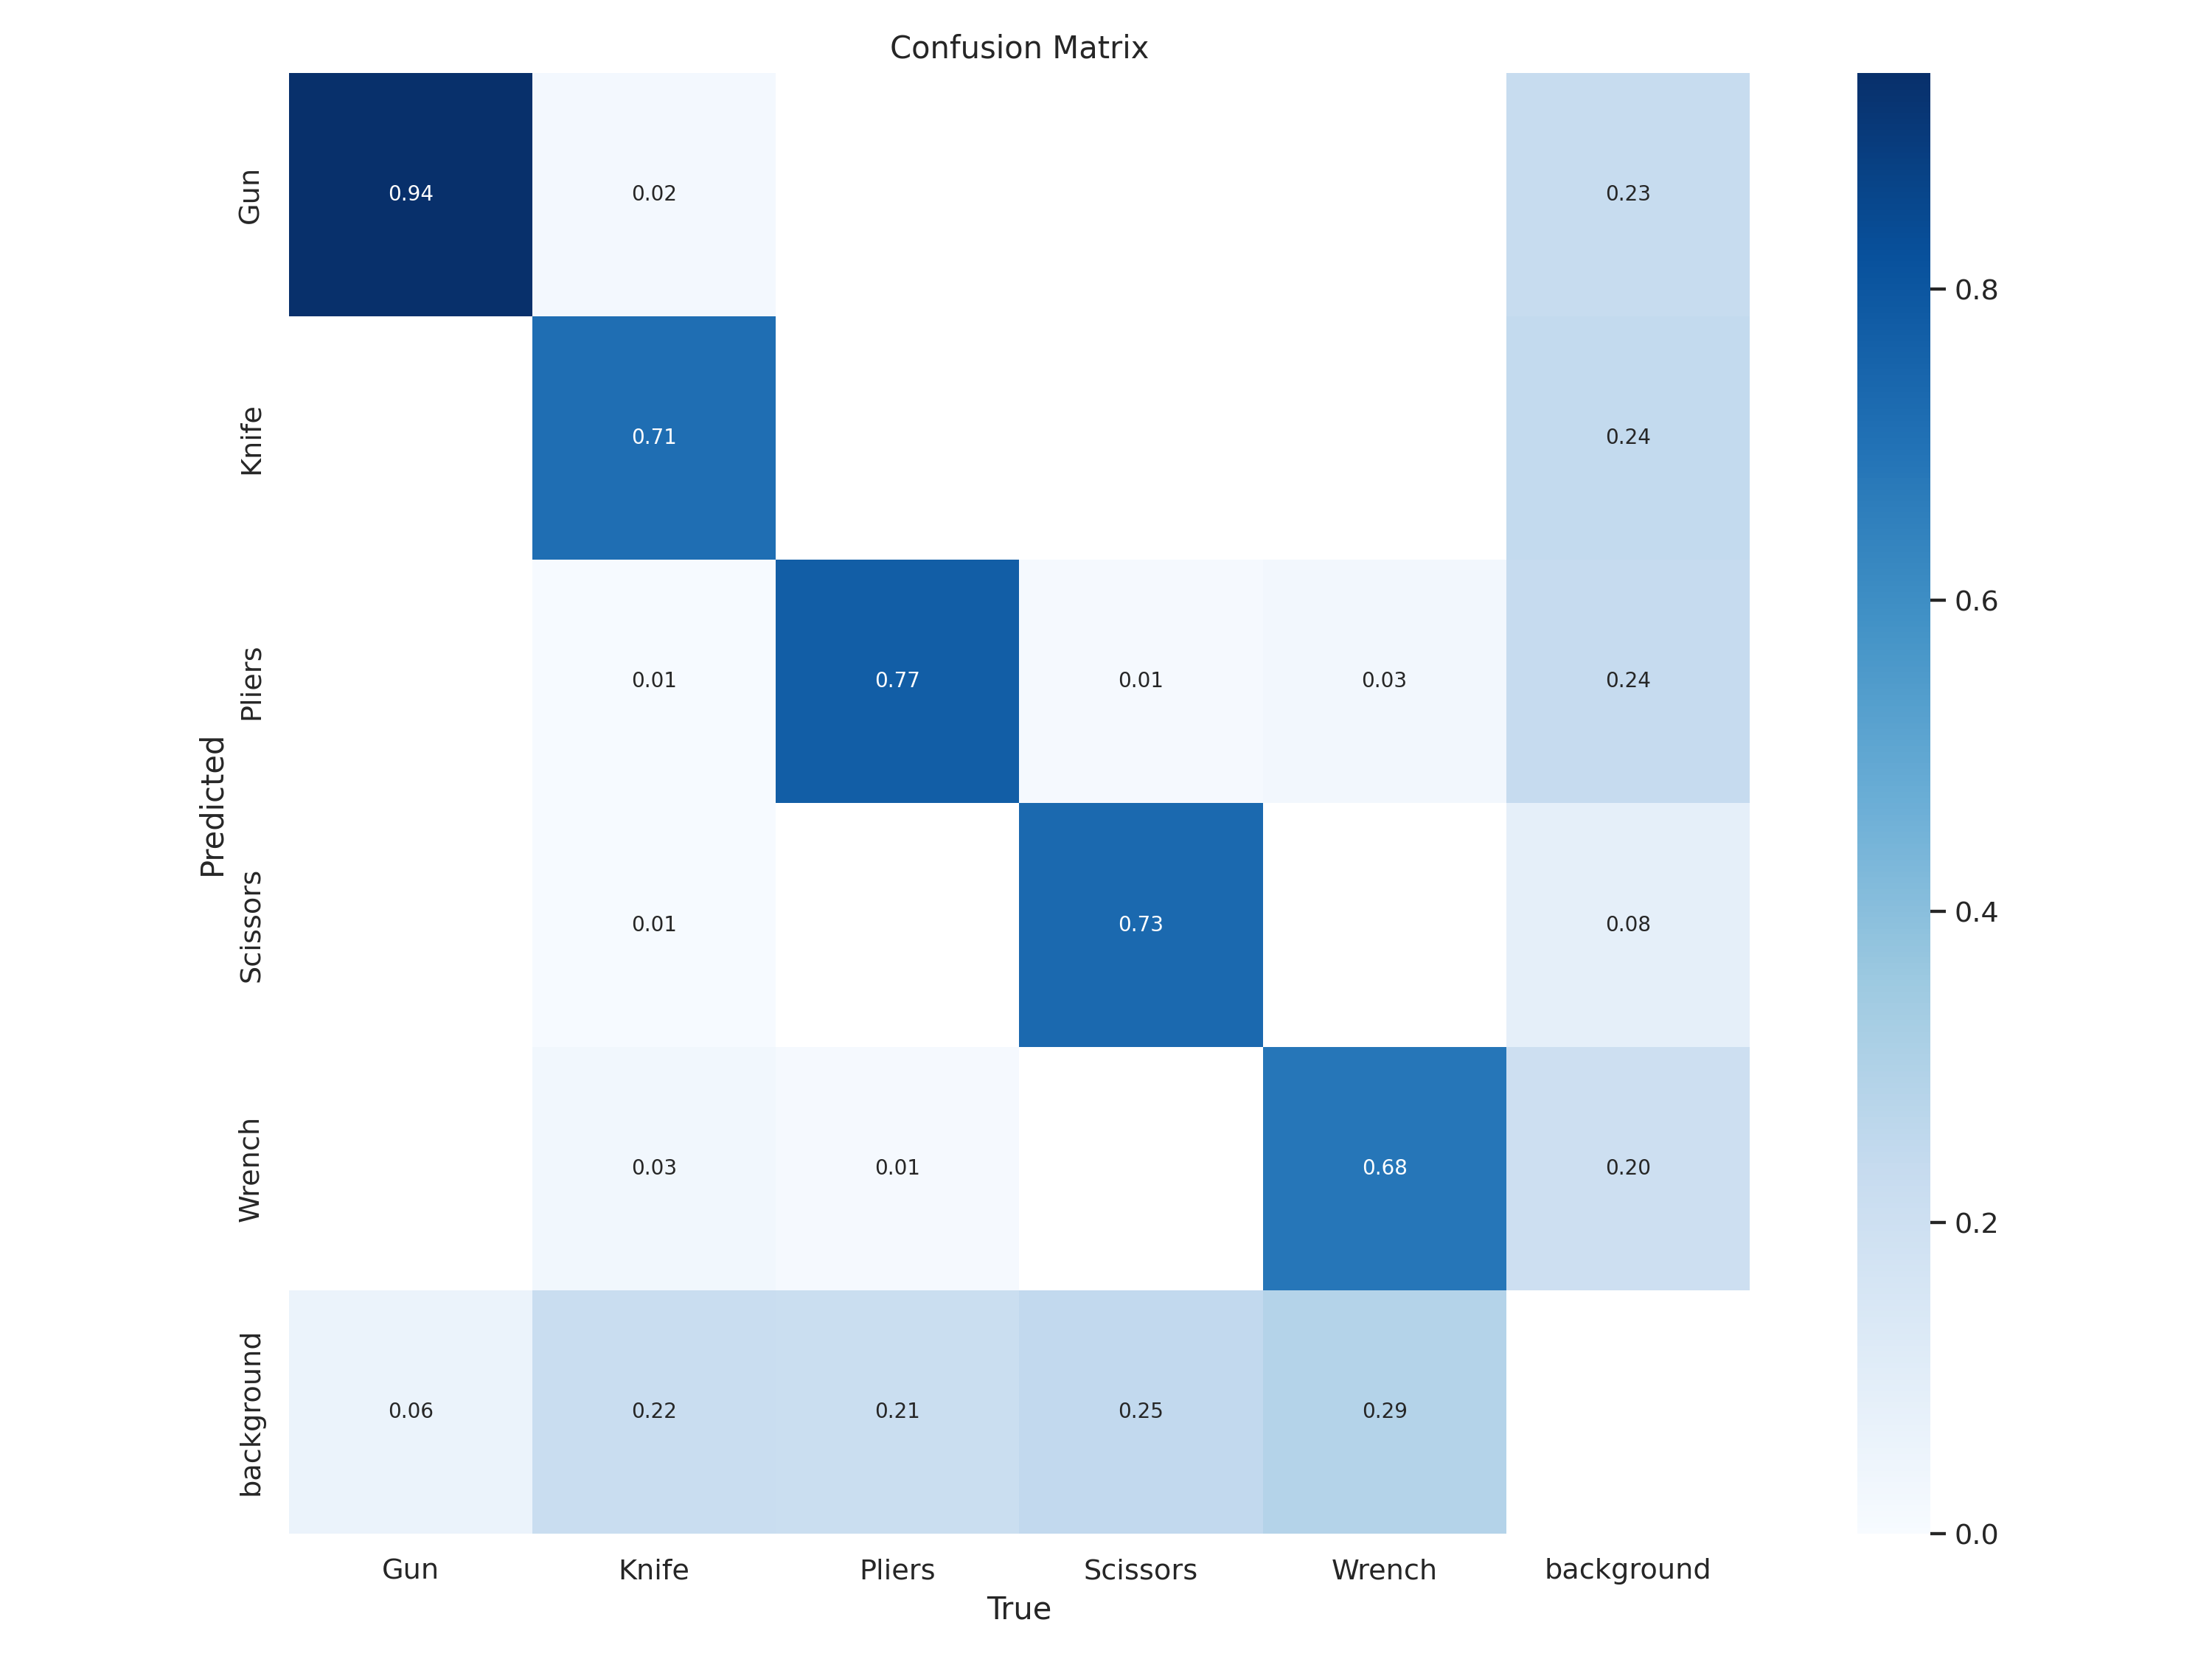 Confusion Matrix
Gun
0.94
0.02
0.23
Knife
0.71
0.24
Pliers
0.01
0.77
0.01
0.03
0.24
Scissors
0.01
0.73
0.08
Wrench
0.03
0.01
0.68
0.20
background
0.06
0.22
0.21
0.25
0.29
Predicted
Gun
Knife
Pliers
Scissors
Wrench
background
True
0.8
0.6
0.4
0.2
0.0